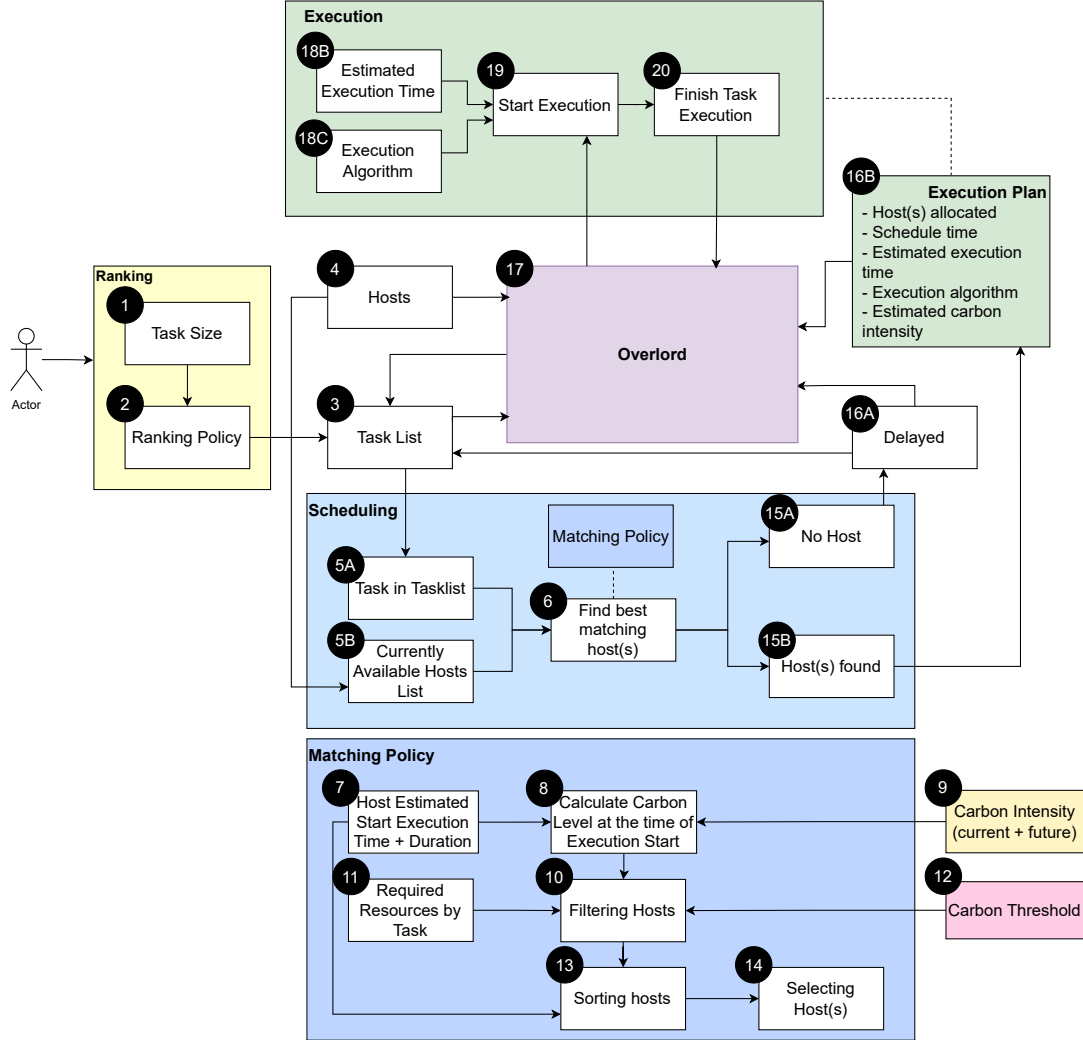 Execution
18B
Estimated
Execution Time
18C
Execution
Algorithm
19
Start Execution
20
Finish Task
Execution
16B
Execution Plan
- Host(s) allocated
- Schedule time
- Estimated execution
time
- Execution algorithm
- Estimated carbon
intensity
Ranking
1
Task Size
2
Ranking Policy
Actor
4
Hosts
3
Task List
17
Overlord
16A
Delayed
Scheduling
5A
Task in Tasklist
5B
Currently
Available Hosts
List
Matching Policy
6
Find best
matching
host(s)
15A
No Host
15B
Host(s) found
Matching Policy
7
Host Estimated
Start Execution
Time + Duration
8
Calculate Carbon
Level at the time of
Execution Start
9
Carbon Intensity
(current + future)
11
Required
Resources by
Task
10
Filtering Hosts
12
Carbon Threshold
13
Sorting hosts
14
Selecting
Host(s)